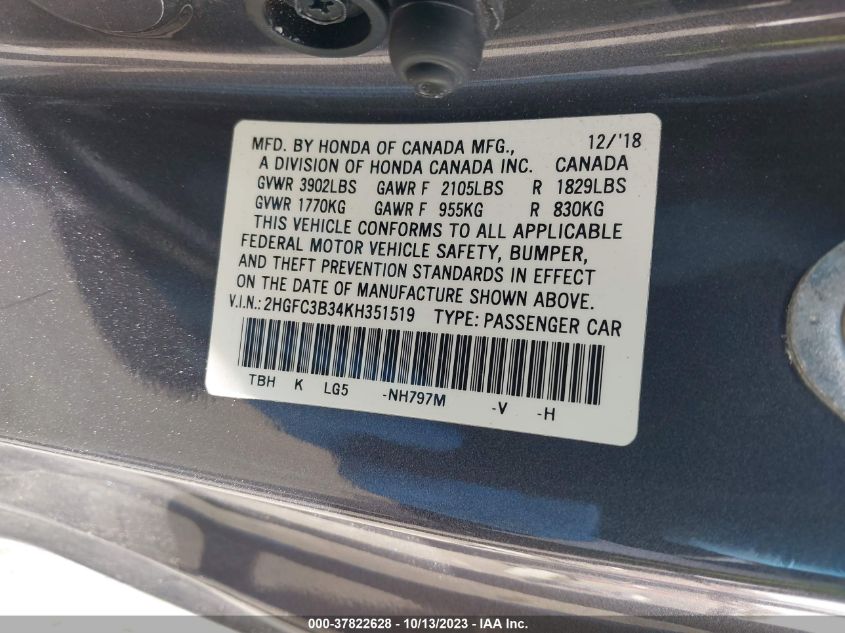 MFD. BY HONDA OF CANADA MFG., 12/'18
A DIVISION OF HONDA CANADA INC. CANADA
GVWR 3902LBS GAWR F 2105LBS R 1829LBS
GVWR 1770KG GAWR F 955KG R 830KG
THIS VEHICLE CONFORMS TO ALL APPLICABLE
FEDERAL MOTOR VEHICLE SAFETY, BUMPER,
AND THEFT PREVENTION STANDARDS IN EFFECT
ON THE DATE OF MANUFACTURE SHOWN ABOVE.
V.I.N.: 2HGFC3B34KH351519 TYPE: PASSENGER CAR
TBH K LG5 -NH797M -V -H
000-37822628 - 10/13/2023 - IAA Inc.